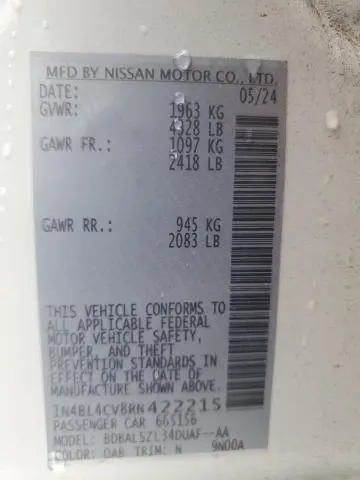 MFD BY NISSAN MOTOR CO., LTD.
DATE: 05/24
GVWR: 1963 KG
4328 LB
GAWR FR.: 1097 KG
2418 LB
GAWR RR.: 945 KG
2083 LB
THIS VEHICLE CONFORMS TO
ALL APPLICABLE FEDERAL
MOTOR VEHICLE SAFETY,
BUMPER, AND THEFT
PREVENTION STANDARDS IN
EFFECT ON THE DATE OF
MANUFACTURE SHOWN ABOVE.
1N4BL4CV8RN422215
PASSENGER CAR 665156
MODEL: BDBALSZL34DUAF--AA
COLOR: QAB TRIM: N 9N00A